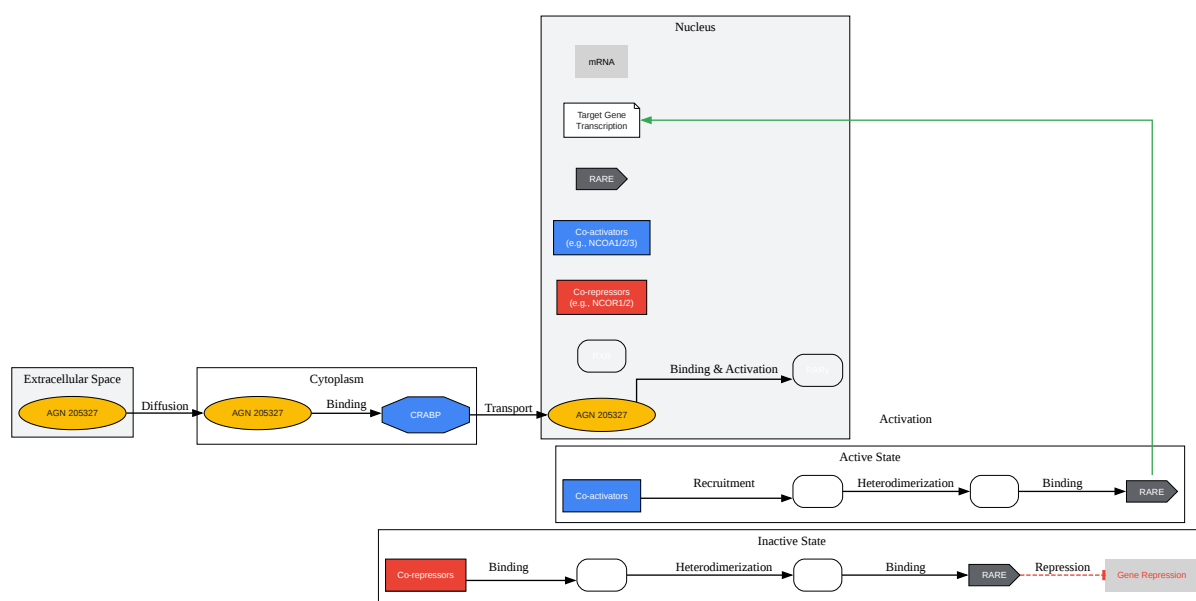 Nucleus
mRNA
Target Gene
Transcription
RARE
Co-activators
(e.g., NCOA1/2/3)
Co-repressors
(e.g., NCOR1/2)
Binding & Activation
Extracellular Space
AGN 205327
Diffusion
Cytoplasm
AGN 205327
Binding
CRABP
Transport
AGN 205327
Activation
Active State
Co-activators
Recruitment
Heterodimerization
Binding
RARE
Inactive State
Co-repressors
Binding
Heterodimerization
Binding
RARE
Repression
Gene Repression